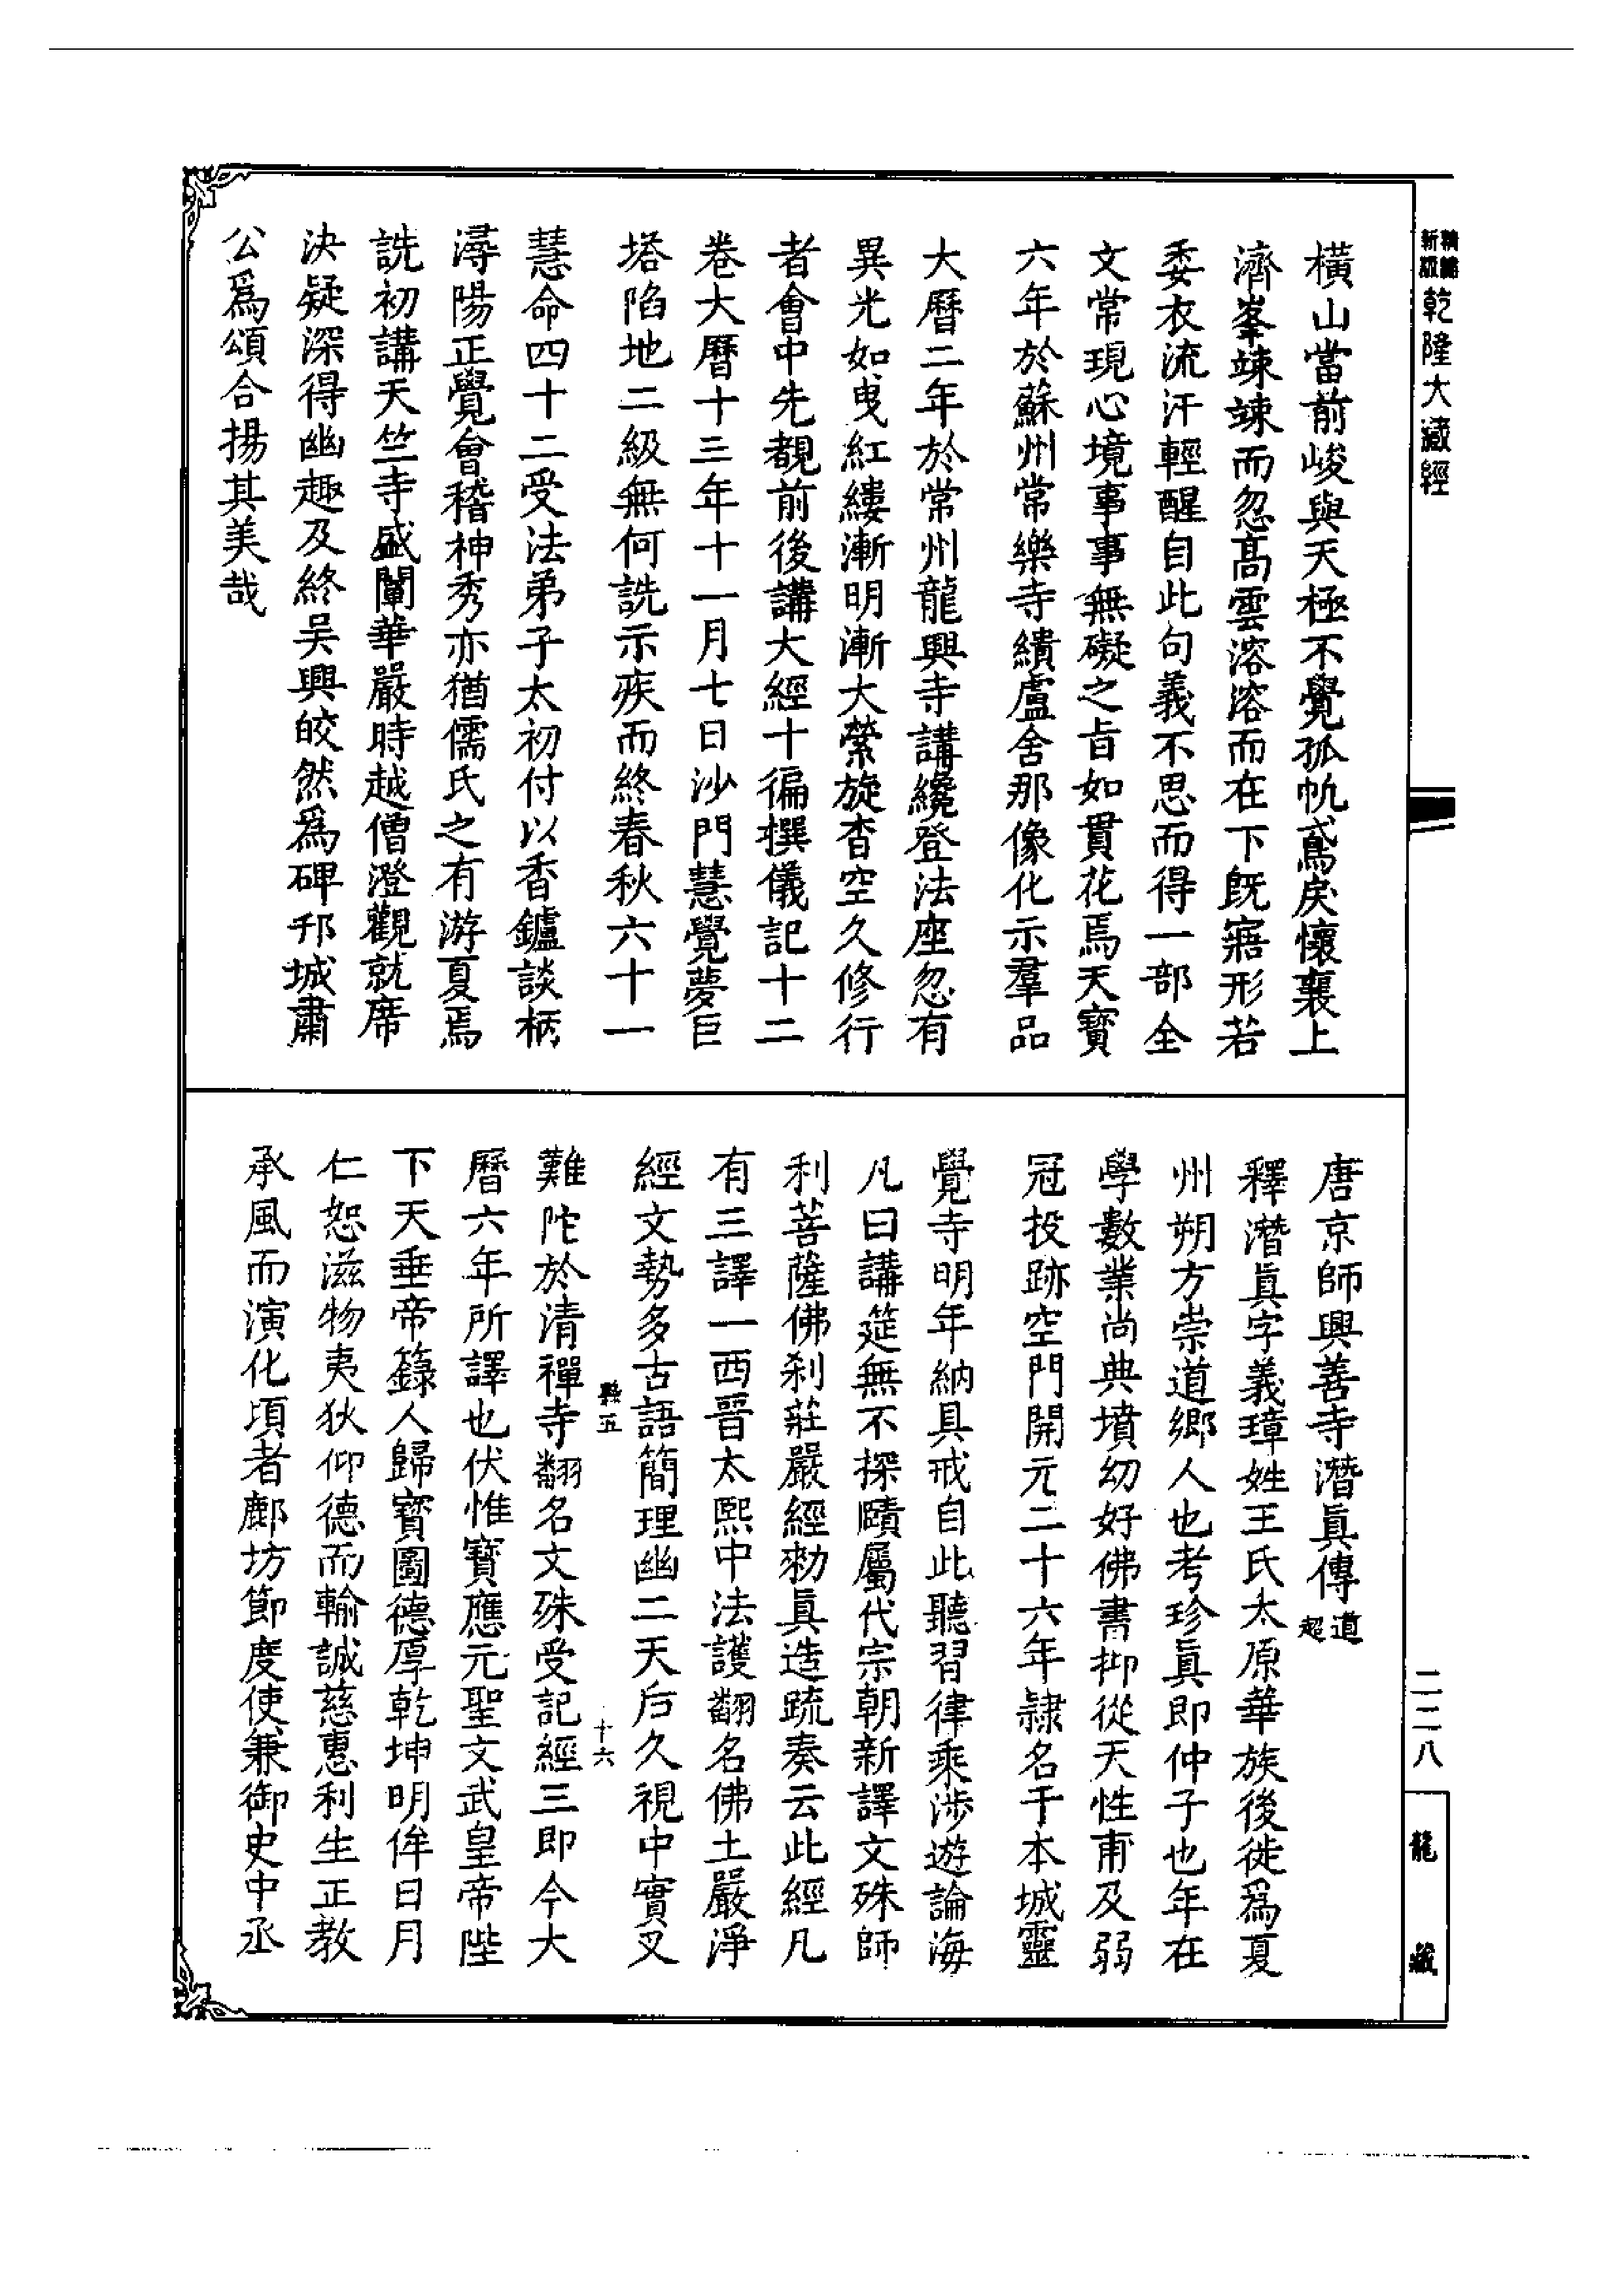 新版精縮乾隆大藏經
橫山當前峻與天極不覺孤帆鳶戾懷襄上
濟峯竦竦而忽高雲溶溶而在下既寤形若
委衣流汗輕醒自此句義不思而得一部全
文常現心境事事無礙之旨如貫花焉天寶
六年於蘇州常樂寺繢盧舍那像化示羣品
大曆二年於常州龍興寺講纔登法座忽有
異光如曳紅縷漸明漸大縈旋杳空久修行
者會中先覩前後講大經十徧撰儀記十二
卷大曆十三年十一月七日沙門慧覺夢巨
塔陷地二級無何詵示疾而終春秋六十一
慧命四十二受法弟子太初付以香鑪談柄
潯陽正覺會稽神秀亦猶儒氏之有游夏焉
詵初講天竺寺盛闡華嚴時越僧澄觀就席
決疑深得幽趣及終吳興皎然爲碑邗城肅
公爲頌合揚其美哉
唐京師興善寺潛眞傳道超
釋潛眞字義璋姓王氏太原華族後徙爲夏
州朔方崇道鄉人也考珍眞即仲子也年在
學數業尚典墳幼好佛書抑從天性甫及弱
冠投跡空門開元二十六年隸名于本城靈
覺寺明年納具戒自此聽習律乘涉遊論海
凡曰講筵無不探賾屬代宗朝新譯文殊師
利菩薩佛刹莊嚴經勑眞造疏奏云此經凡
有三譯一西晉太熙中法護翻名佛土嚴淨
經文勢多古語簡理幽二天后久視中實叉
縣五
十六
難陀於清禪寺翻名文殊受記經三即今大
曆六年所譯也伏惟寶應元聖文武皇帝陛
下天垂帝籙人歸寶圖德厚乾坤明侔日月
仁恕滋物夷狄仰德而輸誠慈惠利生正教
承風而演化頃者鄜坊節度使兼御史中丞
二二八
龍藏